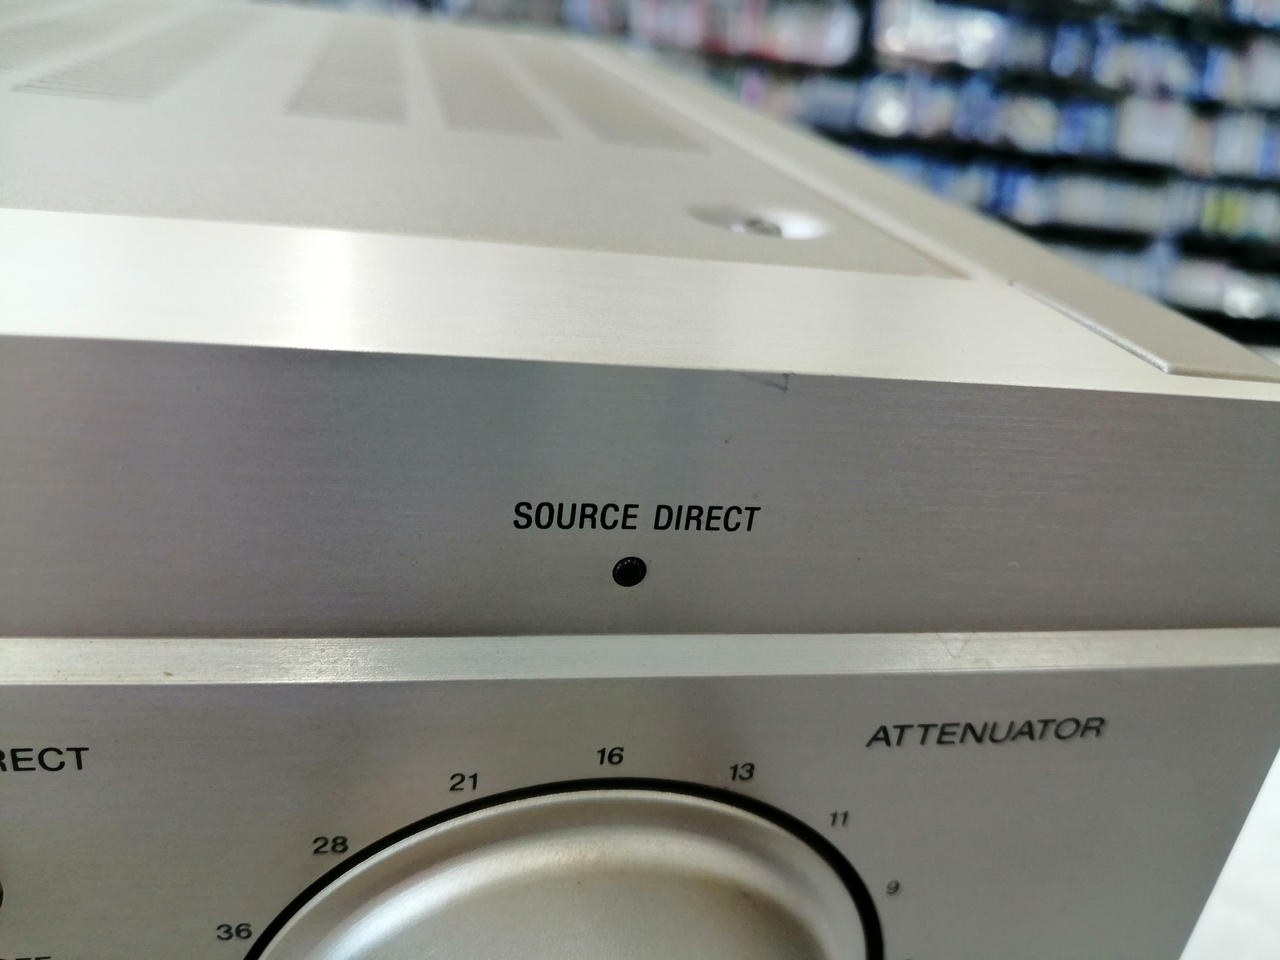 SOURCE DIRECT
ATTENUATOR
RECT
16
21
13
28
11
36
9